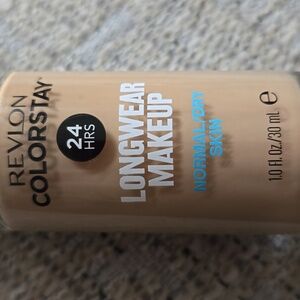 REVLON
COLORSTAY
24
HRS
LONGWEAR
MAKEUP
NORMAL/DRY
SKIN
1.0 fl.Oz/30 ml e